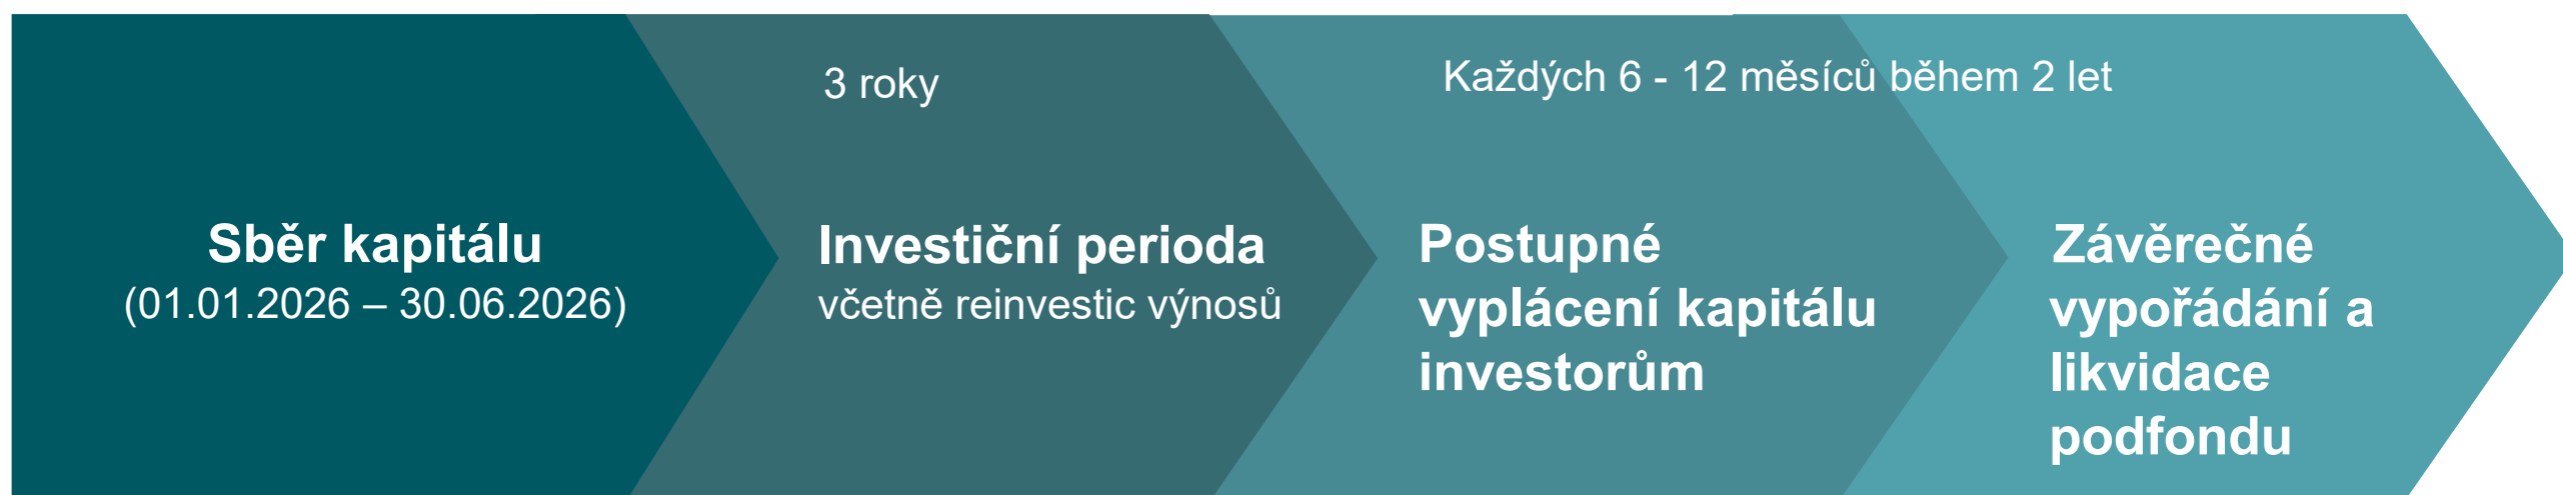 Sběr kapitálu
(01.01.2026 – 30.06.2026)
3 roky
Investiční perioda
včetně reinvestic výnosů
Každých 6 - 12 měsíců během 2 let
Postupné
vyplácení kapitálu
investorům
Závěrečné
vypořádání a
likvidace
podfondu